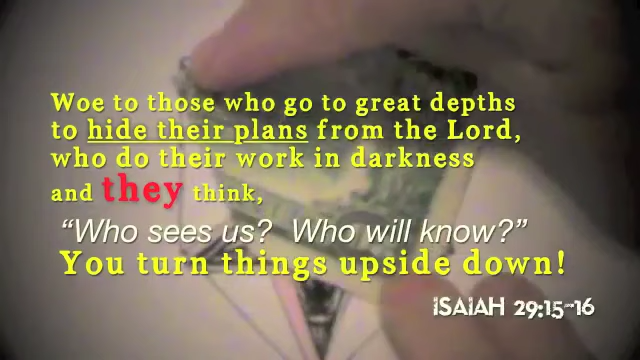 Woe to those who go to great depths
to hide their plans from the Lord,
who do their work in darkness
and they think,
“Who sees us? Who will know?”
You turn things upside down!
ISAIAH 29:15-16